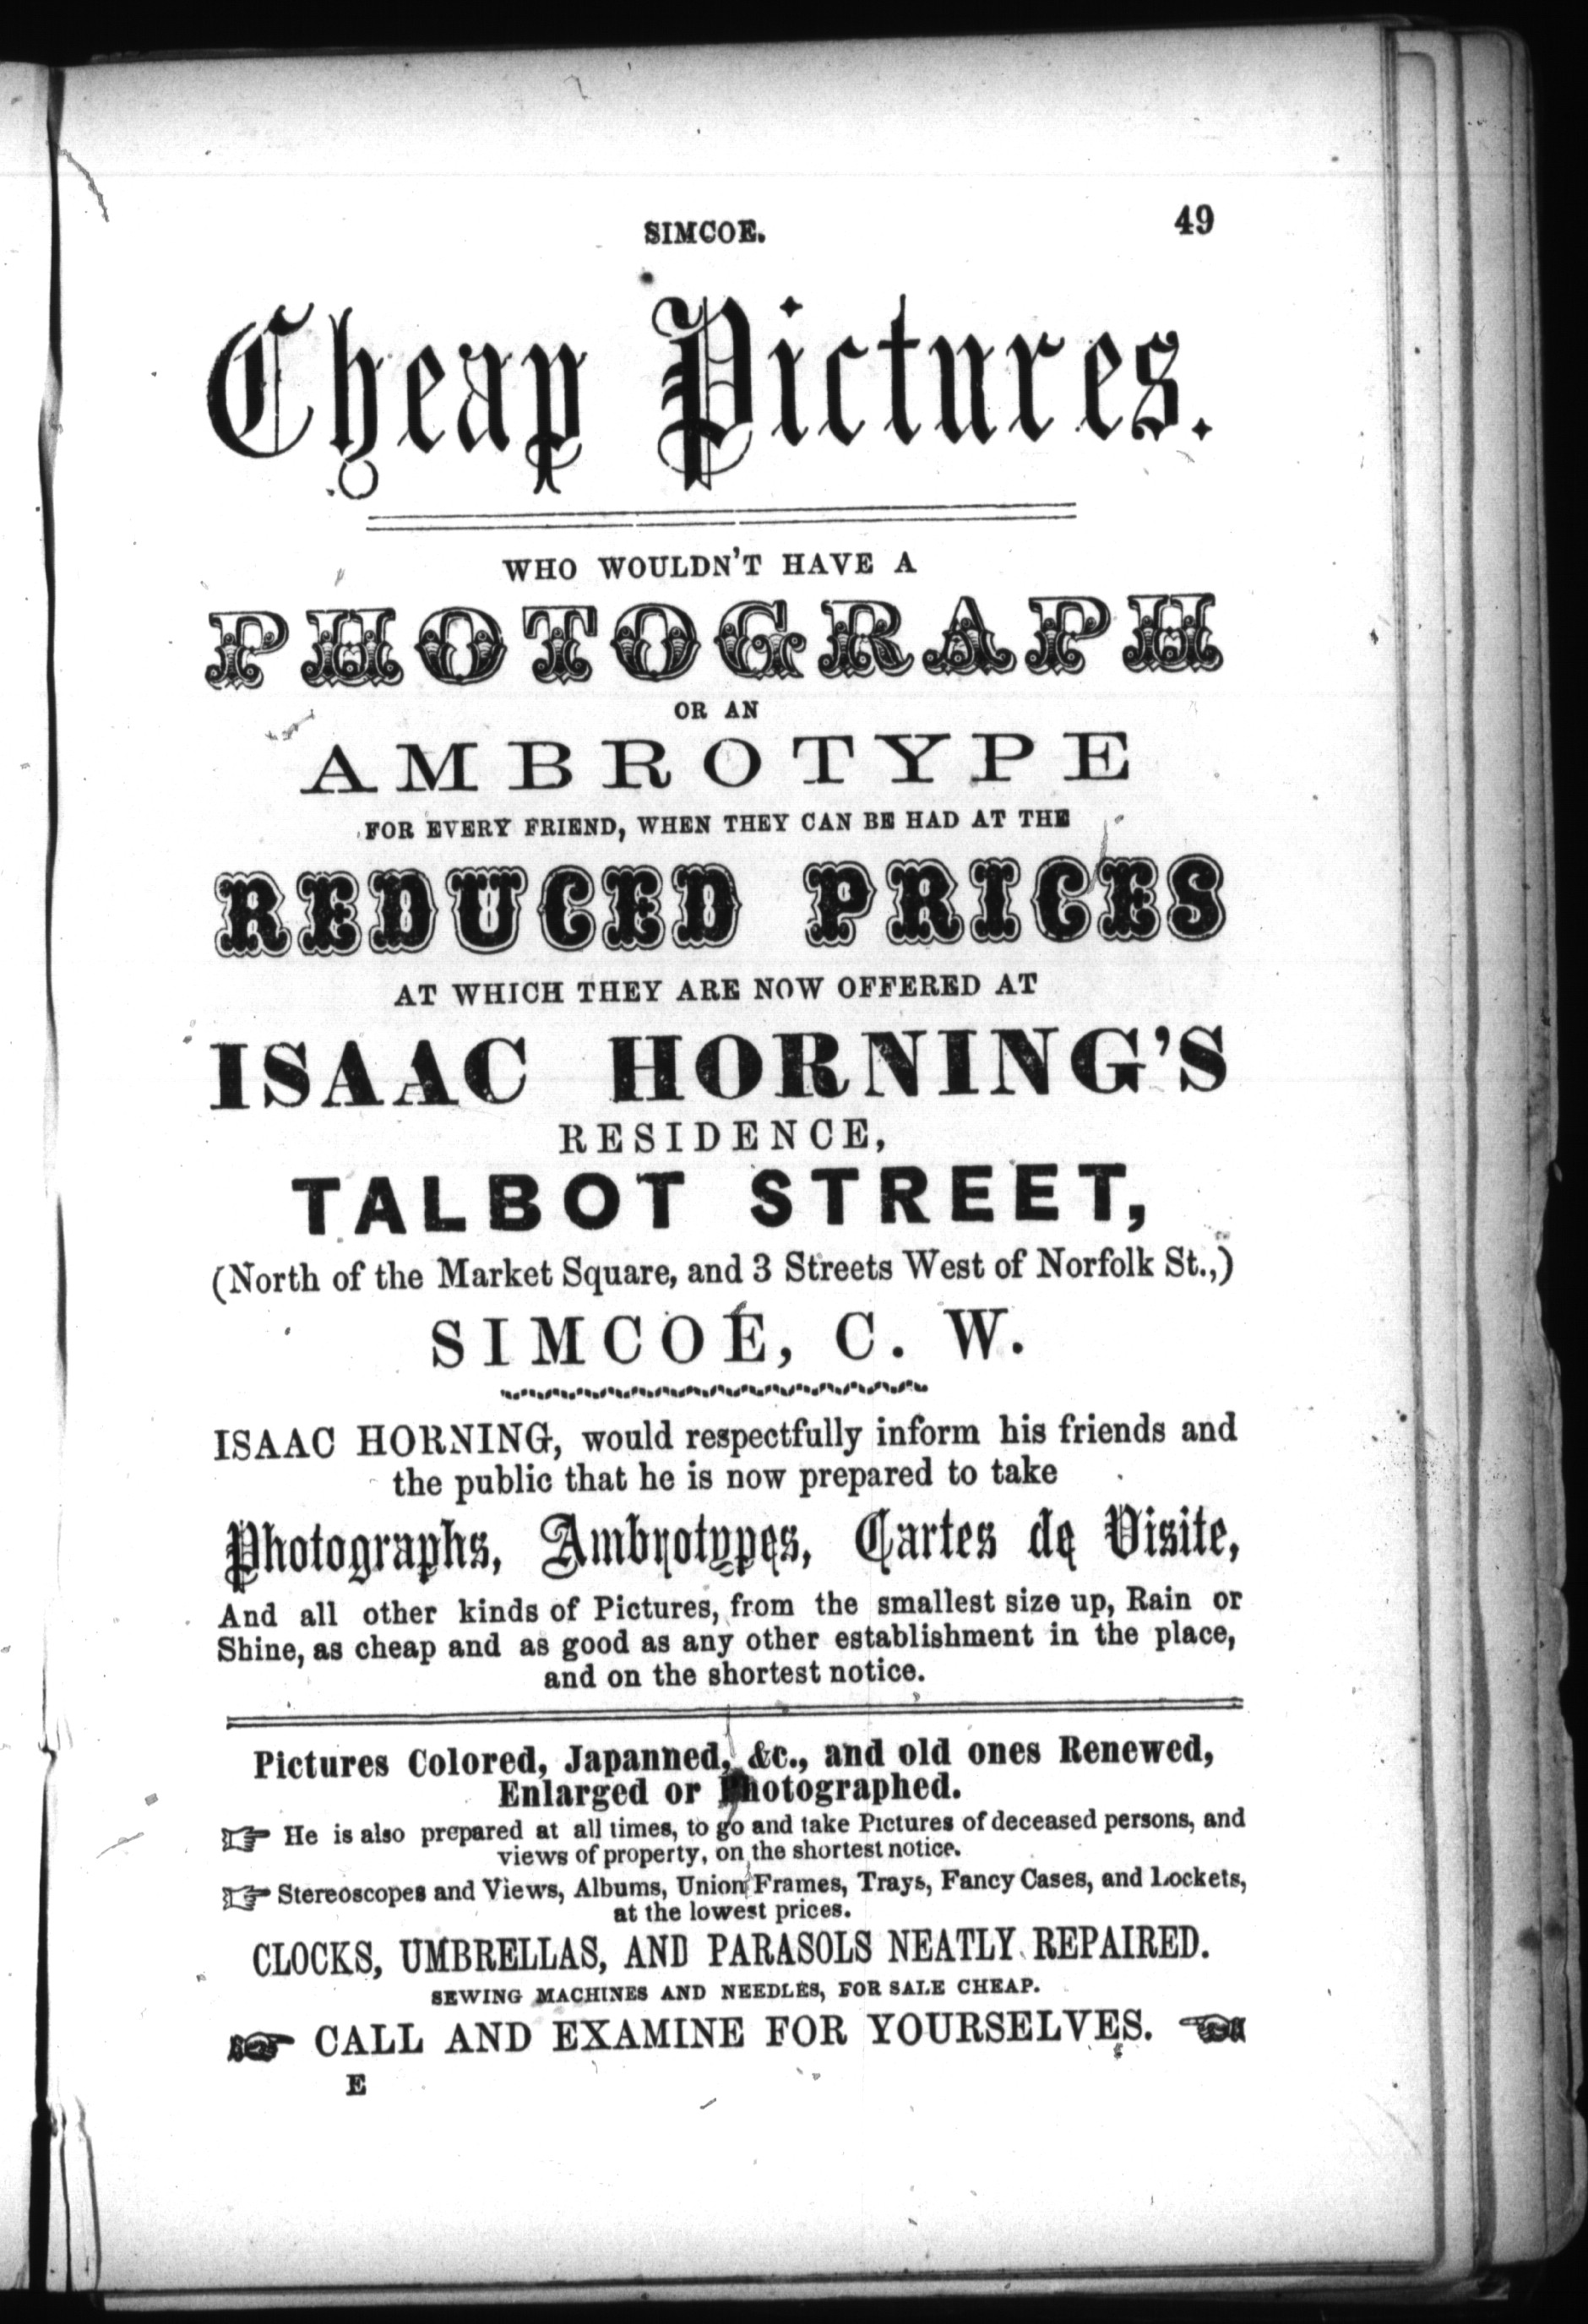 SIMCOE. 49
Cheap Pictures.
WHO WOULDN'T HAVE A
PHOTOGRAPH
OR AN
AMBROTYPE
FOR EVERY FRIEND, WHEN THEY CAN BE HAD AT THE
REDUCED PRICES
AT WHICH THEY ARE NOW OFFERED AT
ISAAC HORNING'S
RESIDENCE,
TALBOT STREET,
(North of the Market Square, and 3 Streets West of Norfolk St.,)
SIMCOE, C. W.
ISAAC HORNING, would respectfully inform his friends and
the public that he is now prepared to take
Photographs, Ambrotypes, Cartes de Visite,
And all other kinds of Pictures, from the smallest size up, Rain or
Shine, as cheap and as good as any other establishment in the place,
and on the shortest notice.
Pictures Colored, Japanned, &c., and old ones Renewed,
Enlarged or Photographed.
☞ He is also prepared at all times, to go and take Pictures of deceased persons, and
views of property, on the shortest notice.
☞ Stereoscopes and Views, Albums, Union Frames, Trays, Fancy Cases, and Lockets,
at the lowest prices.
CLOCKS, UMBRELLAS, AND PARASOLS NEATLY REPAIRED.
SEWING MACHINES AND NEEDLES, FOR SALE CHEAP.
☞ CALL AND EXAMINE FOR YOURSELVES. ☜
E